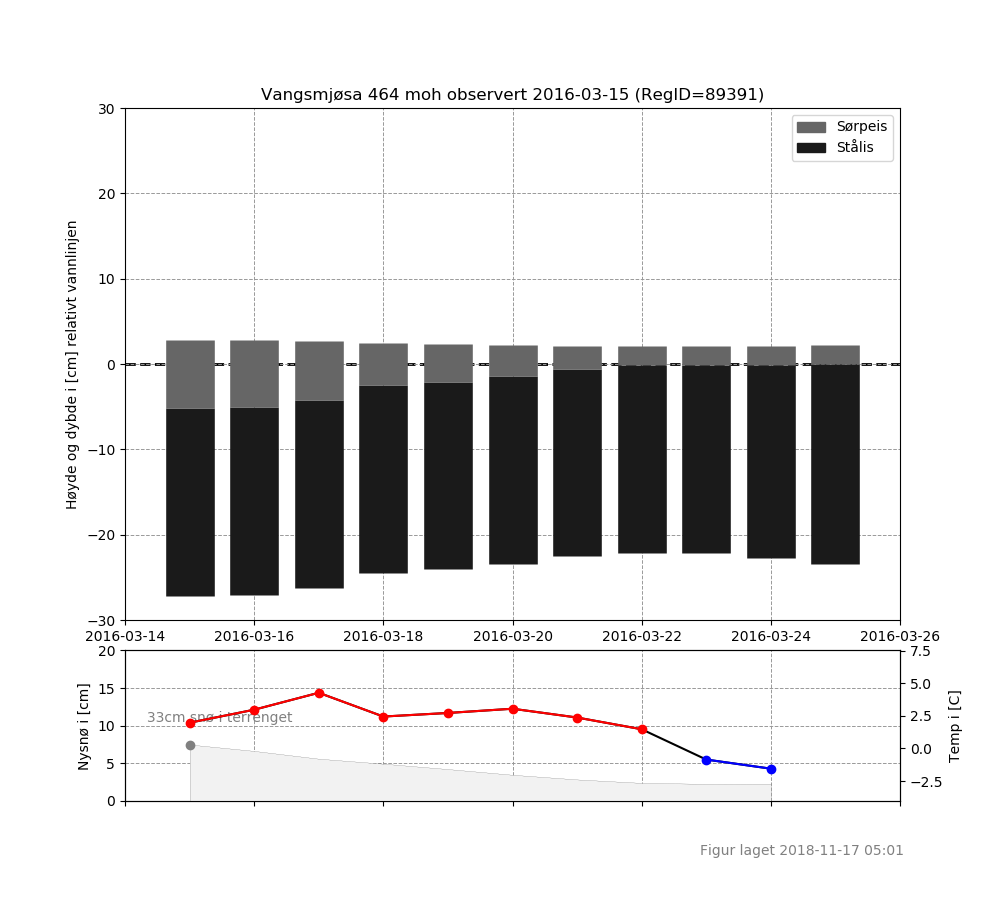 Vangsmjøsa 464 moh observert 2016-03-15 (RegID=89391)
Sørpeis
Stålis
Høyde og dybde i [cm] relativt vannlinjen
30
20
10
0
−10
−20
−30
2016-03-14 2016-03-16 2016-03-18 2016-03-20 2016-03-22 2016-03-24 2016-03-26
Nysnø i [cm]
20
15
10
5
0
33cm snø i terrenget
7.5
5.0
2.5
0.0
−2.5
Temp i [C]
Figur laget 2018-11-17 05:01